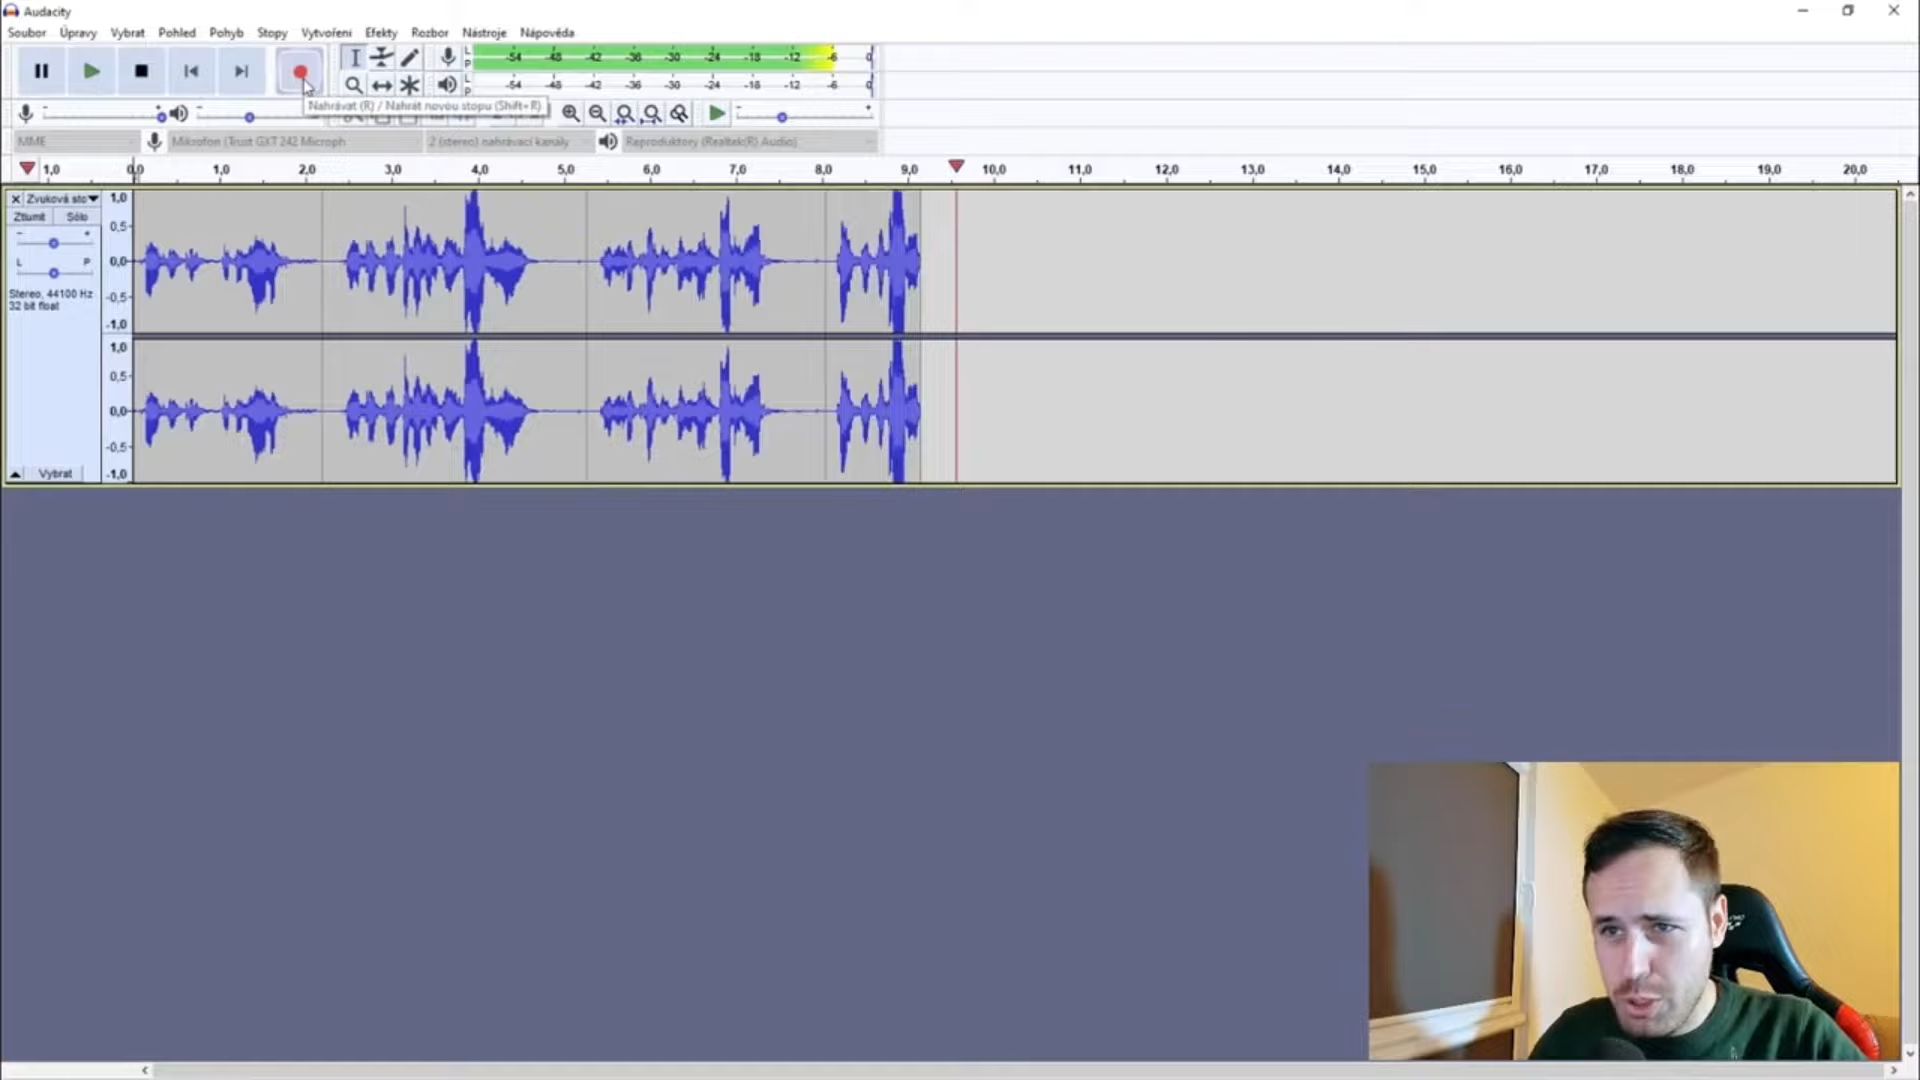 Audacity
Soubor Úpravy Vybrat Pohled Pohyb Stopy Vytvoření Efekty Rozbor Nástroje Nápověda
L -54 -48 -42 -36 -30 -24 -18 -12 -6 0
P
L -54 -48 -42 -36 -30 -24 -18 -12 -6 0
P
Nahrávat (R) / Nahrát novou stopu (Shift+R)
MME Mikrofon (Trust GXT 242 Microph 2 (stereo) nahrávací kanály Reproduktory (Realtek(R) Audio)
1,0 0,0 1,0 2,0 3,0 4,0 5,0 6,0 7,0 8,0 9,0 10,0 11,0 12,0 13,0 14,0 15,0 16,0 17,0 18,0 19,0 20,0
Zvuková sto
Ztlumit Sólo
L P
Stereo, 44100 Hz
32 bit float
Vybrat
1,0
0,5
0,0
-0,5
-1,0
1,0
0,5
0,0
-0,5
-1,0